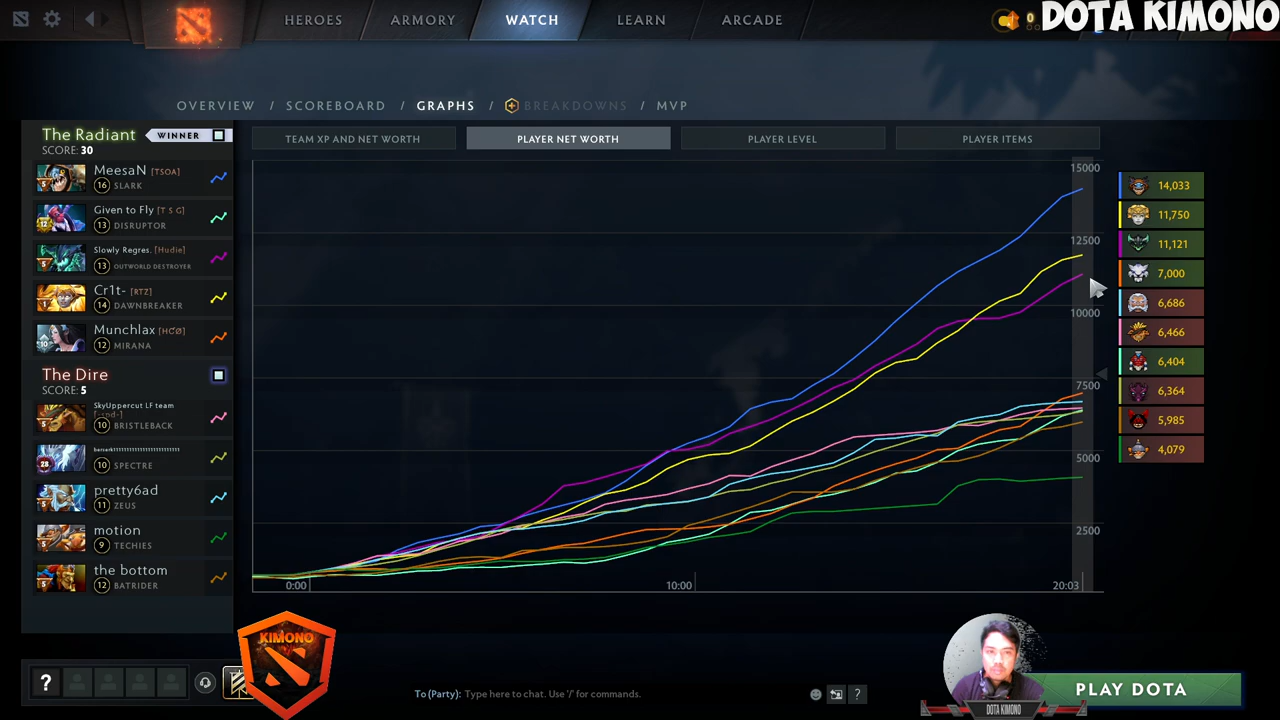 HEROES ARMORY WATCH LEARN ARCADE 0 DOTA KIMONO
OVERVIEW / SCOREBOARD / GRAPHS / BREAKDOWNS / MVP
The Radiant WINNER
SCORE: 30
TEAM XP AND NET WORTH PLAYER NET WORTH PLAYER LEVEL PLAYER ITEMS
MeesaN [TSOA]
16 SLARK
Given to Fly [T S G]
13 DISRUPTOR
Slowly Regres. [Hudie]
13 OUTWORLD DESTROYER
Cr1t- [RTZ]
14 DAWNBREAKER
Munchlax [HCØ]
12 MIRANA
The Dire
SCORE: 5
SkyUppercut LF team
[-spd-]
10 BRISTLEBACK
10 SPECTRE
pretty6ad
11 ZEUS
motion
9 TECHIES
the bottom
12 BATRIDER
15000
12500
10000
7500
5000
2500
0:00 10:00 20:03
14,033
11,750
11,121
7,000
6,686
6,466
6,404
6,364
5,985
4,079
KIMONO
?
To (Party): Type here to chat. Use '/' for commands.
?
DOTA KIMONO
PLAY DOTA